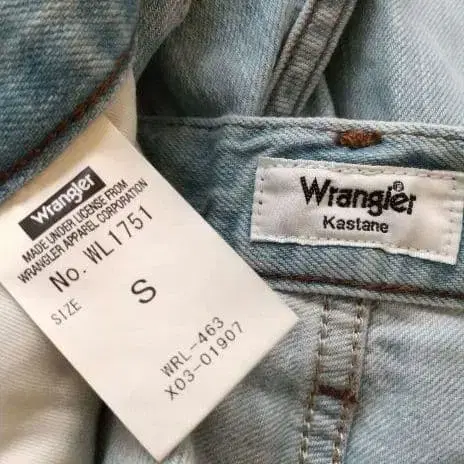 Wrangler
MADE UNDER LICENSE FROM
WRANGLER APPAREL CORPORATION
No. WL1751
SIZE S
WRL-463
X03-01907
Wrangler®
Kastane